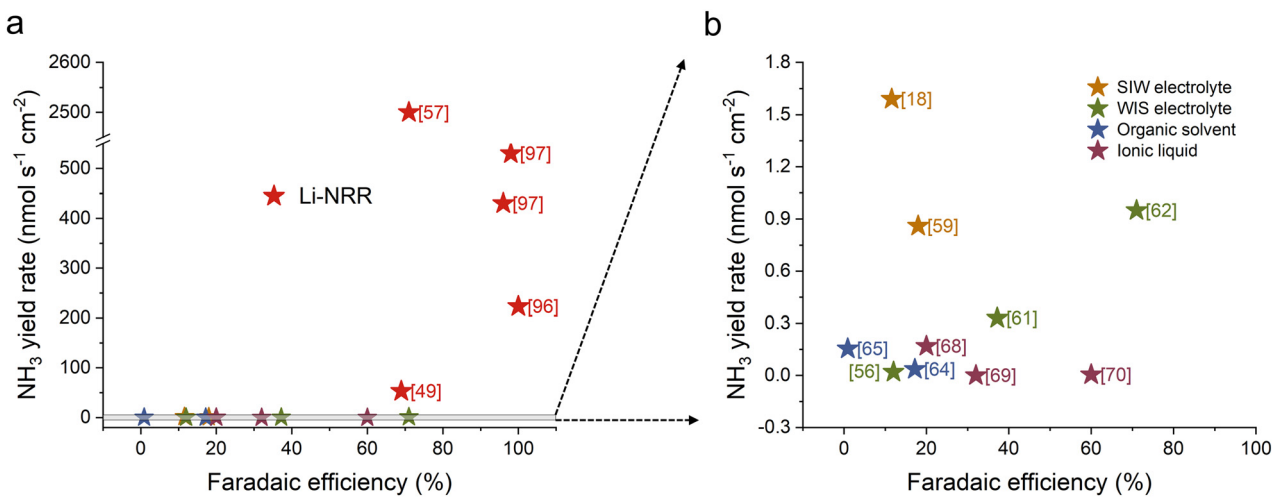 a
2600
2500
500
400
300
200
100
0
NH3 yield rate (nmol s-1 cm-2)
[57]
[97]
Li-NRR
[97]
[96]
[49]
0 20 40 60 80 100
Faradaic efficiency (%)
b
1.8
1.5
1.2
0.9
0.6
0.3
0.0
-0.3
NH3 yield rate (nmol s-1 cm-2)
SIW electrolyte
WIS electrolyte
Organic solvent
Ionic liquid
[18]
[62]
[59]
[61]
[65] [68]
[56] [64] [69] [70]
0 20 40 60 80 100
Faradaic efficiency (%)